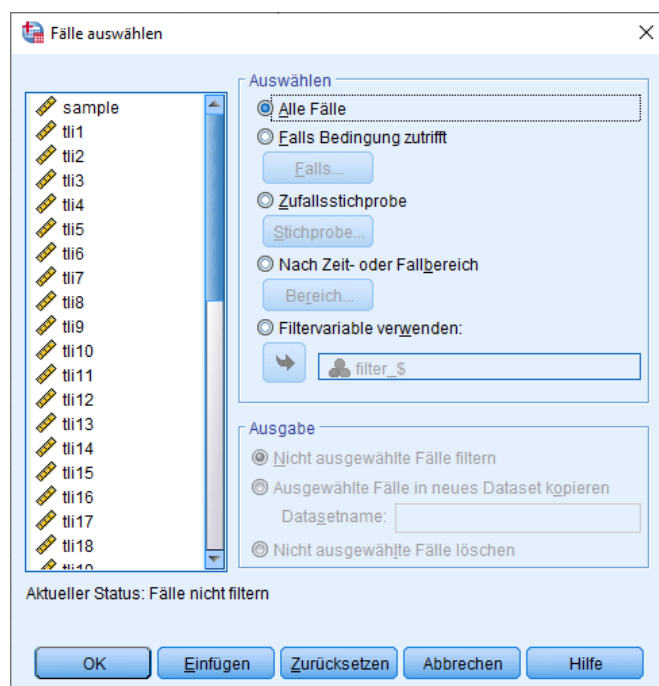 Fälle auswählen
sample
tli1
tli2
tli3
tli4
tli5
tli6
tli7
tli8
tli9
tli10
tli11
tli12
tli13
tli14
tli15
tli16
tli17
tli18
tli19
Auswählen
Alle Fälle
Falls Bedingung zutrifft
Falls...
Zufallsstichprobe
Stichprobe...
Nach Zeit- oder Fallbereich
Bereich...
Filtervariable verwenden:
filter_$
Ausgabe
Nicht ausgewählte Fälle filtern
Ausgewählte Fälle in neues Dataset kopieren
Datasetname:
Nicht ausgewählte Fälle löschen
Aktueller Status: Fälle nicht filtern
OK Einfügen Zurücksetzen Abbrechen Hilfe